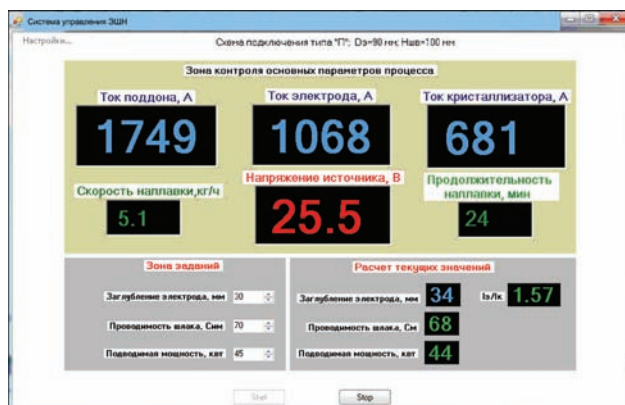 Система управления ЭШН
Настройки...
Схема подключения типа "П"; Dэ=90 мм; Hшв=100 мм
Зона контроля основных параметров процесса
Ток поддона, А
Ток электрода, А
Ток кристаллизатора, А
1749
1068
681
Скорость наплавки,кг/ч
Напряжение источника, В
Продолжительность
наплавки, мин
5.1
25.5
24
Зона заданий
Расчет текущих значений
Заглубление электрода, мм 30
Заглубление электрода, мм 34 Iэ/Iк 1.57
Проводимость шлака, Сим 70
Проводимость шлака, См 68
Подводимая мощность, квт 45
Подводимая мощность, квт 44
Start
Stop